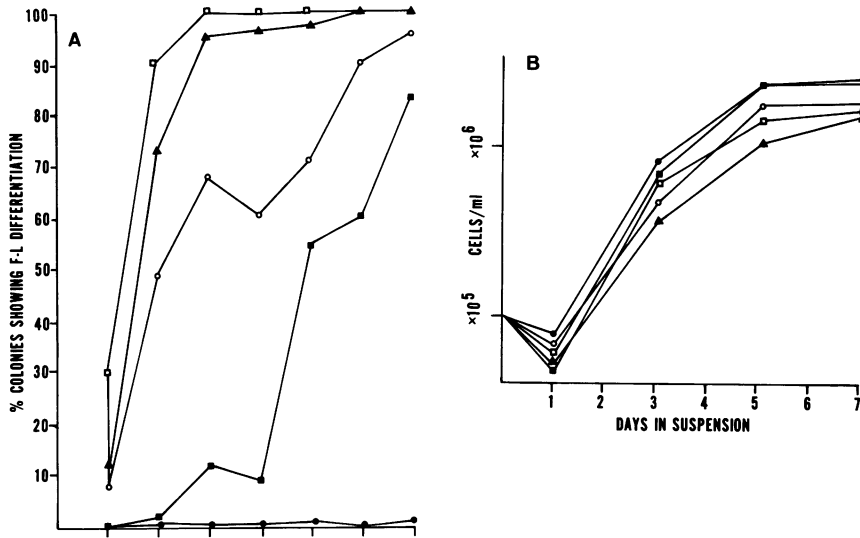 A
100
90
80
70
60
50
40
30
20
10
% COLONIES SHOWING F-L DIFFERENTIATION
B
×10⁶
×10⁵
CELLS/ml
1 2 3 4 5 6 7
DAYS IN SUSPENSION